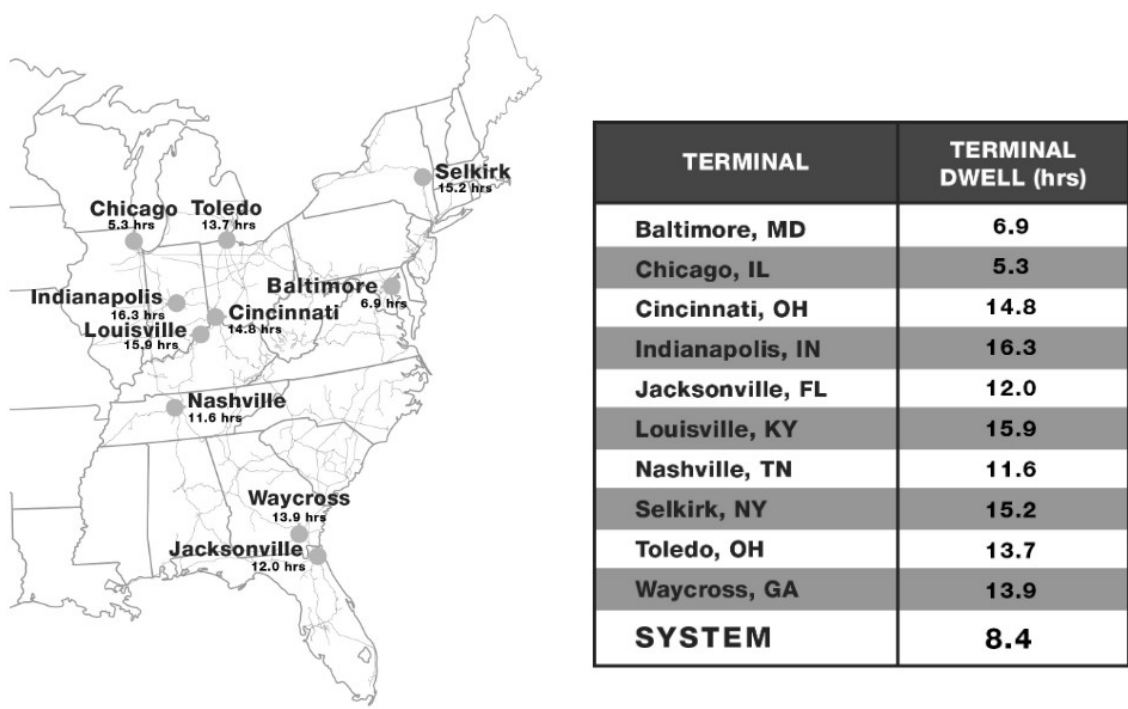 Selkirk
15.2 hrs
Chicago
5.3 hrs
Toledo
13.7 hrs
Baltimore
6.9 hrs
Indianapolis
16.3 hrs
Cincinnati
14.8 hrs
Louisville
15.9 hrs
Nashville
11.6 hrs
Waycross
13.9 hrs
Jacksonville
12.0 hrs
TERMINAL TERMINAL
DWELL (hrs)
Baltimore, MD 6.9
Chicago, IL 5.3
Cincinnati, OH 14.8
Indianapolis, IN 16.3
Jacksonville, FL 12.0
Louisville, KY 15.9
Nashville, TN 11.6
Selkirk, NY 15.2
Toledo, OH 13.7
Waycross, GA 13.9
SYSTEM 8.4